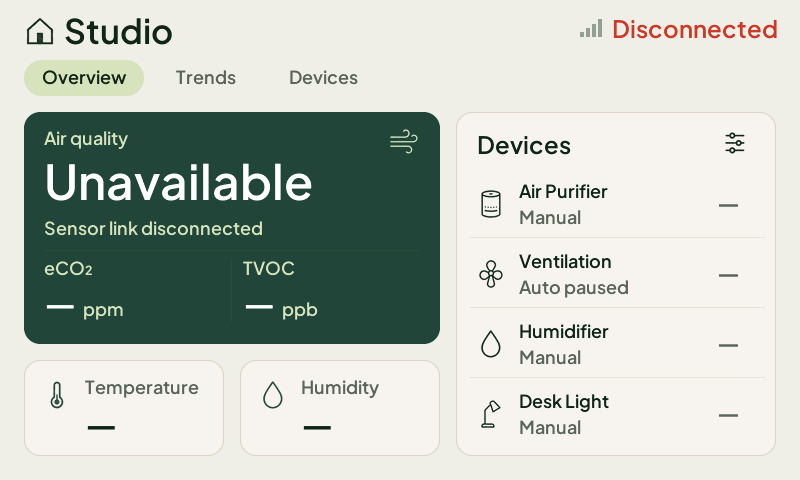 Studio
Disconnected
Overview
Trends
Devices
Air quality
Unavailable
Sensor link disconnected
eCO₂
— ppm
TVOC
— ppb
Temperature
—
Humidity
—
Devices
Air Purifier
Manual
—
Ventilation
Auto paused
—
Humidifier
Manual
—
Desk Light
Manual
—